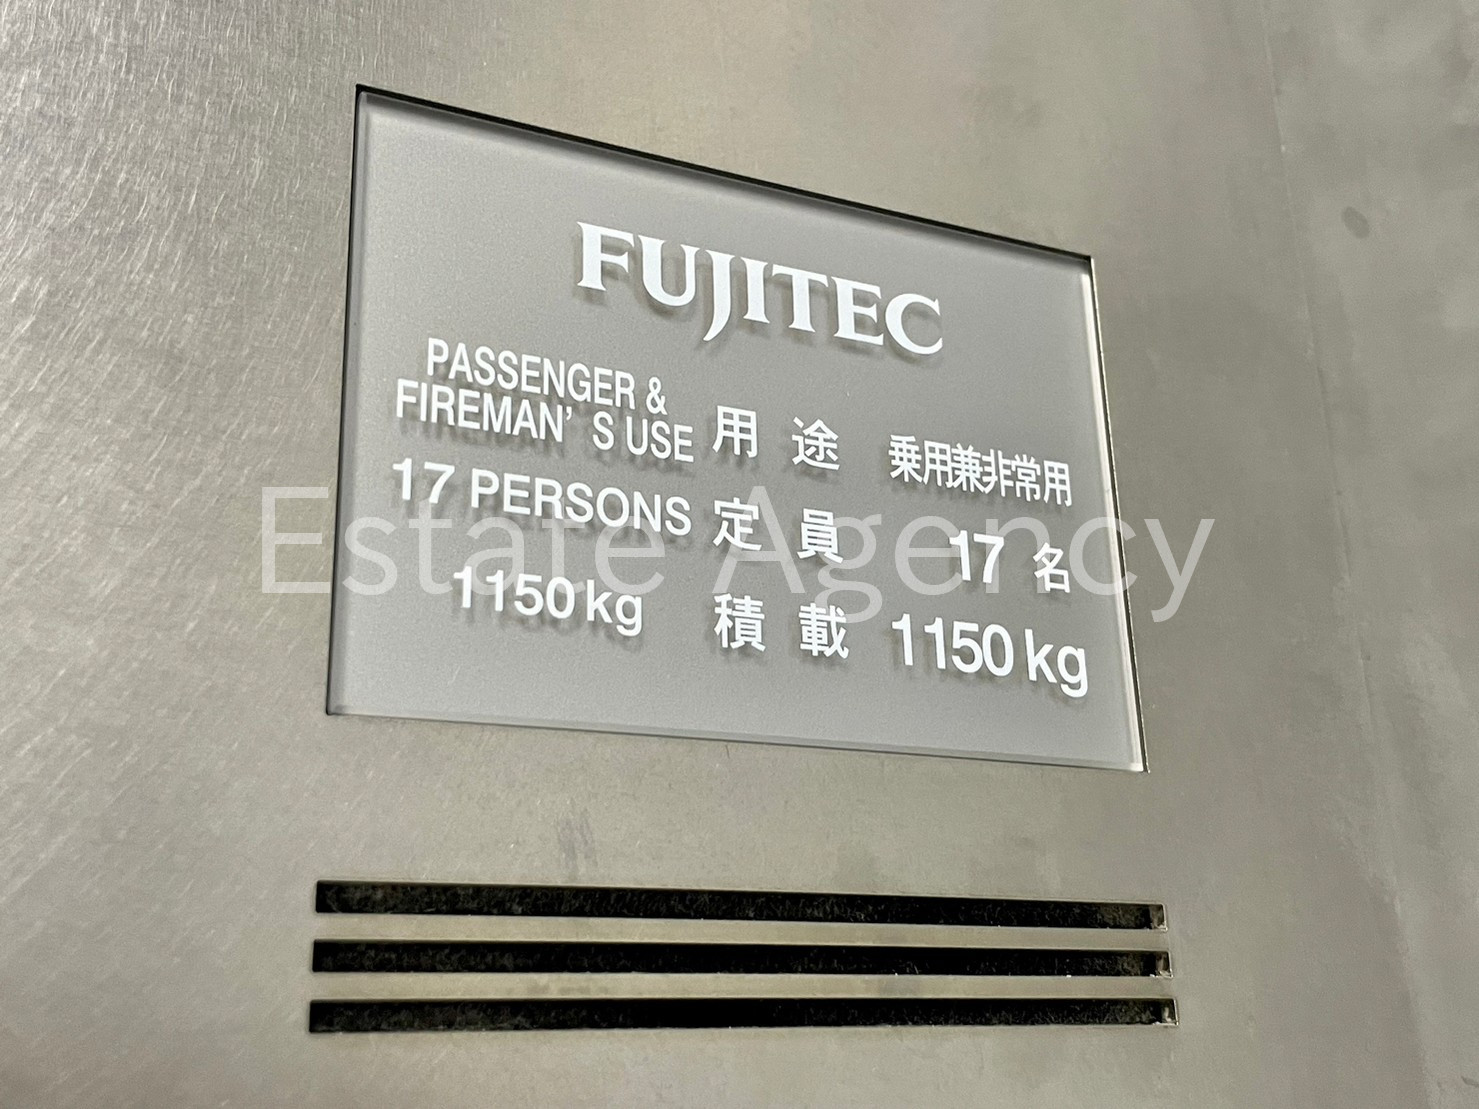 FUJITEC
PASSENGER &
FIREMAN'S USE 用途 乗用兼非常用
17 PERSONS 定員 17名
1150kg 積載 1150kg
Estate Agency